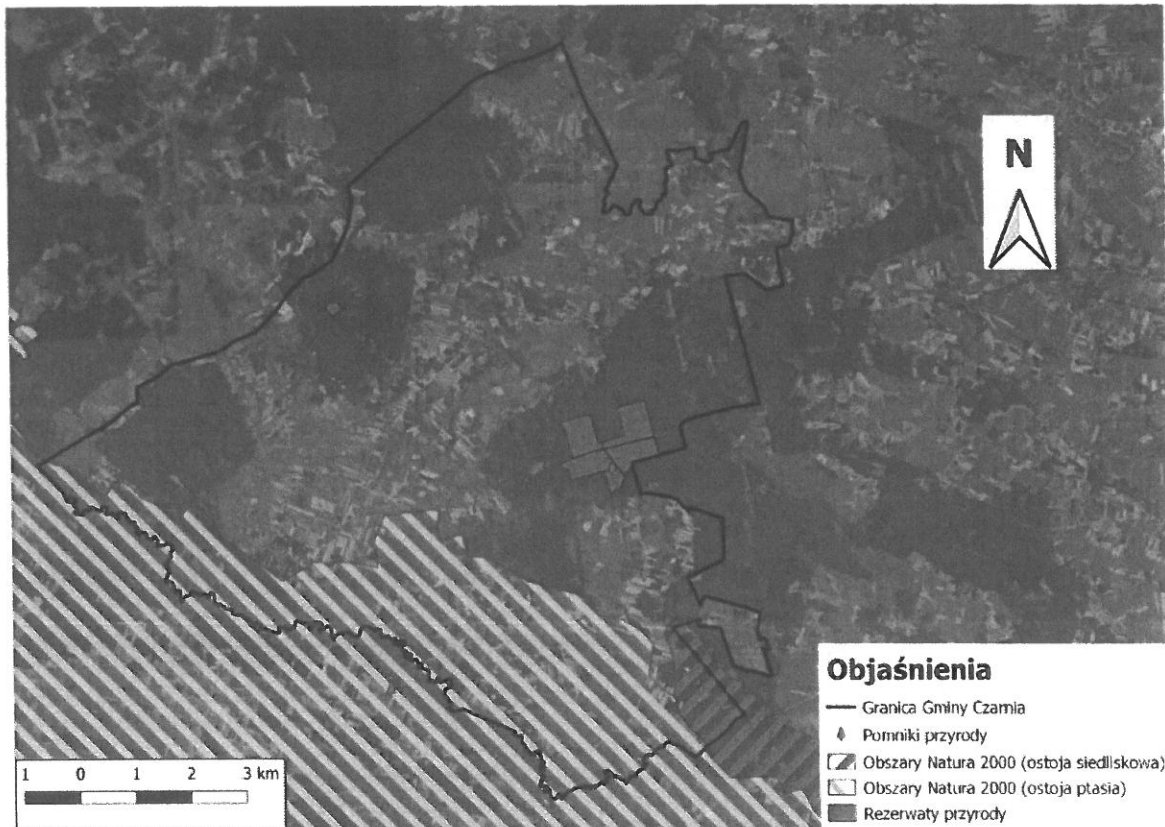 N
Objaśnienia
Granica Gminy Czarnia
Pomniki przyrody
Obszary Natura 2000 (ostoja siedliskowa)
Obszary Natura 2000 (ostoja ptasia)
Rezerwaty przyrody
1 0 1 2 3 km